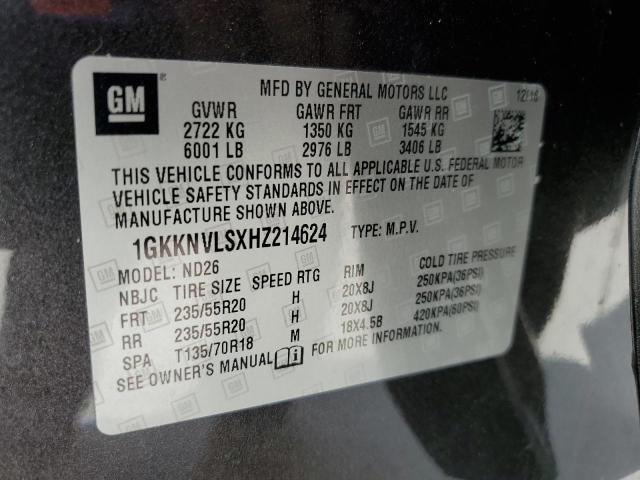 GM
MFD BY GENERAL MOTORS LLC 12/16
GVWR GAWR FRT GAWR RR
2722 KG 1350 KG 1545 KG
6001 LB 2976 LB 3406 LB
THIS VEHICLE CONFORMS TO ALL APPLICABLE U.S. FEDERAL MOTOR
VEHICLE SAFETY STANDARDS IN EFFECT ON THE DATE OF
MANUFACTURE SHOWN ABOVE.
1GKKNVLSXHZ214624 TYPE: M.P.V.
MODEL: ND26
NBJC TIRE SIZE SPEED RTG RIM COLD TIRE PRESSURE
FRT 235/55R20 H 20X8J 250KPA(36PSI)
RR 235/55R20 H 20X8J 250KPA(36PSI)
SPA T135/70R18 M 18X4.5B 420KPA(60PSI)
SEE OWNER'S MANUAL FOR MORE INFORMATION.